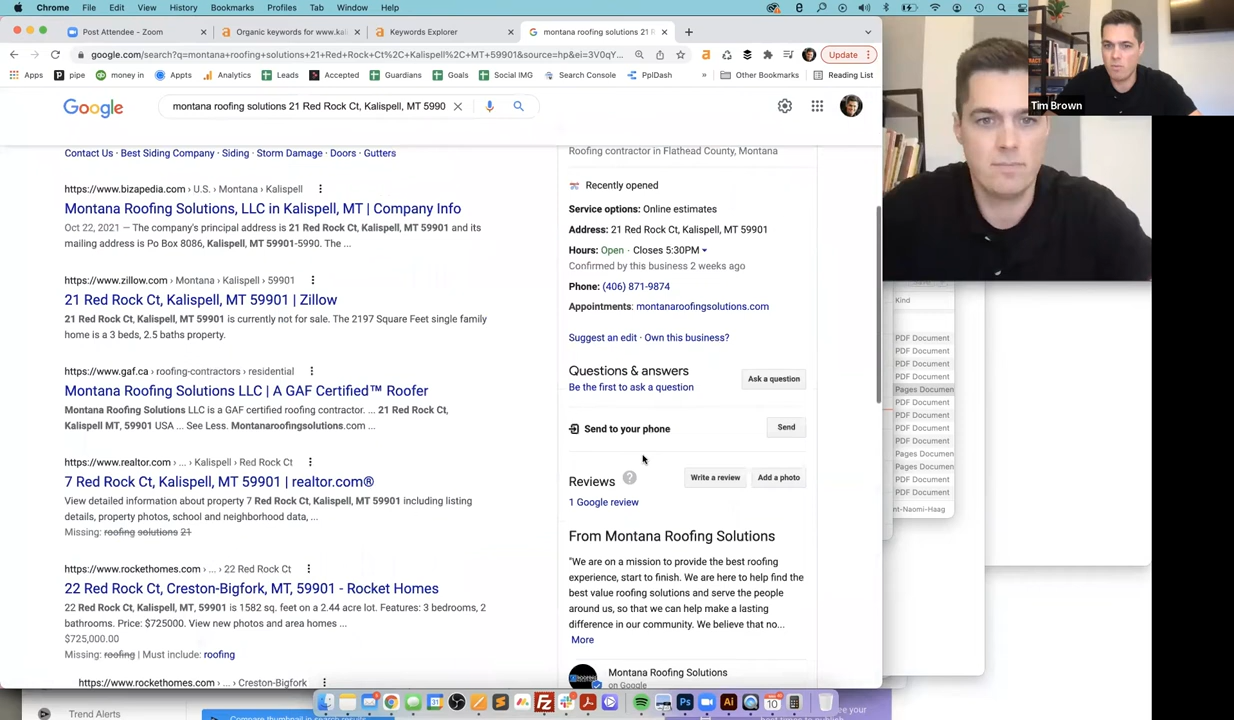 Chrome File Edit View History Bookmarks Profiles Tab Window Help
Post Attendee - Zoom
Organic keywords for www.kal
Keywords Explorer
montana roofing solutions 21 R
google.com/search?q=montana+roofing+solutions+21+Red+Rock+Ct%2C+Kalispell%2C+MT+59901&source=hp&ei=3V0qY...
Update
Apps pipe money in Appts Analytics Leads Accepted Guardians Goals Social IMG Search Console PplDash » Other Bookmarks Reading List
Tim Brown
Google
montana roofing solutions 21 Red Rock Ct, Kalispell, MT 5990
Contact Us · Best Siding Company · Siding · Storm Damage · Doors · Gutters
https://www.bizapedia.com › U.S. › Montana › Kalispell
Montana Roofing Solutions, LLC in Kalispell, MT | Company Info
Oct 22, 2021 — The company's principal address is 21 Red Rock Ct, Kalispell, MT 59901 and its
mailing address is Po Box 8086, Kalispell, MT 59901-5990. The ...
https://www.zillow.com › Montana › Kalispell › 59901
21 Red Rock Ct, Kalispell, MT 59901 | Zillow
21 Red Rock Ct, Kalispell, MT 59901 is currently not for sale. The 2197 Square Feet single family
home is a 3 beds, 2.5 baths property.
https://www.gaf.ca › roofing-contractors › residential
Montana Roofing Solutions LLC | A GAF Certified™ Roofer
Montana Roofing Solutions LLC is a GAF certified roofing contractor. ... 21 Red Rock Ct,
Kalispell MT, 59901 USA ... See Less. Montanaroofingsolutions.com ...
https://www.realtor.com › ... › Kalispell › Red Rock Ct
7 Red Rock Ct, Kalispell, MT 59901 | realtor.com®
View detailed information about property 7 Red Rock Ct, Kalispell, MT 59901 including listing
details, property photos, school and neighborhood data, ...
Missing: roofing solutions 21
https://www.rockethomes.com › ... › 22 Red Rock Ct
22 Red Rock Ct, Creston-Bigfork, MT, 59901 - Rocket Homes
22 Red Rock Ct, Kalispell, MT, 59901 is 1582 sq. feet on a 2.44 acre lot. Features: 3 bedrooms, 2
bathrooms. Price: $725000. View new photos and area homes ...
$725,000.00
Missing: roofing | Must include: roofing
https://www.rockethomes.com › ... › Creston-Bigfork
Roofing contractor in Flathead County, Montana
Recently opened
Service options: Online estimates
Address: 21 Red Rock Ct, Kalispell, MT 59901
Hours: Open · Closes 5:30PM
Confirmed by this business 2 weeks ago
Phone: (406) 871-9874
Appointments: montanaroofingsolutions.com
Suggest an edit · Own this business?
Questions & answers
Be the first to ask a question
Ask a question
Send to your phone
Send
Reviews
Write a review
Add a photo
1 Google review
From Montana Roofing Solutions
"We are on a mission to provide the best roofing
experience, start to finish. We are here to help find the
best value roofing solutions and serve the people
around us, so that we can help make a lasting
difference in our community. We believe that no...
More
Montana Roofing Solutions
on Google
Kind
PDF Document
PDF Document
PDF Document
PDF Document
Pages Documen
PDF Document
PDF Document
PDF Document
PDF Document
Pages Documen
Pages Documen
PDF Document
PDF Document
nt-Naomi-Haag
Trend Alerts